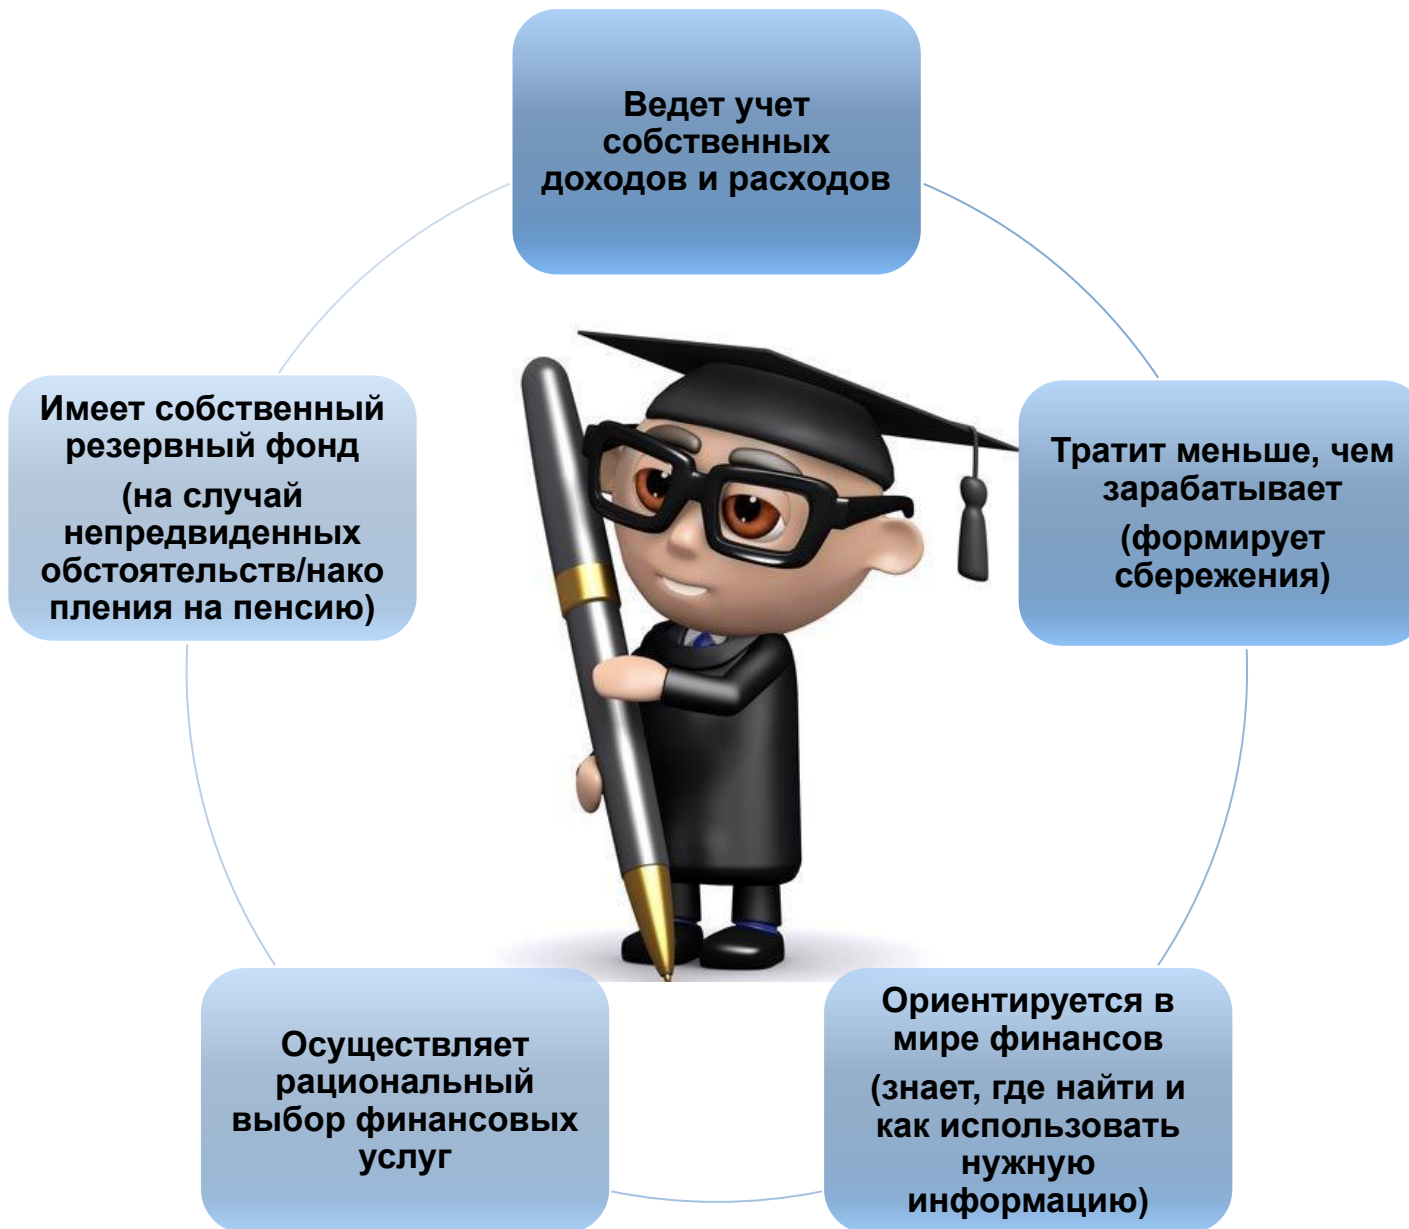 Ведет учет
собственных
доходов и расходов
Тратит меньше, чем
зарабатывает
(формирует
сбережения)
Ориентируется в
мире финансов
(знает, где найти и
как использовать
нужную
информацию)
Осуществляет
рациональный
выбор финансовых
услуг
Имеет собственный
резервный фонд
(на случай
непредвиденных
обстоятельств/нако
пления на пенсию)